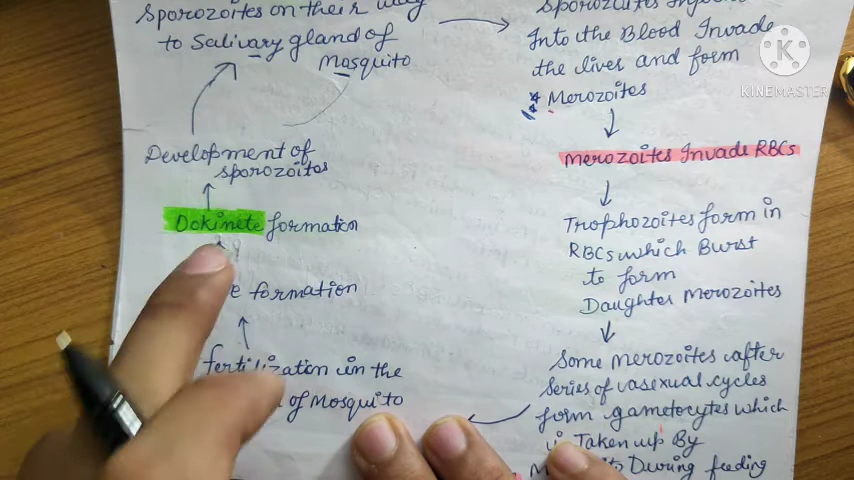 sporozoites on their way
to Salivary gland of
Mosquito
Development of
sporozoites
Ookinete formation
formation
fertilization in the
of Mosquito
Into the Blood Invade
the liver and form
Merozoites
Merozoites Invade RBCs
Trophozoites form in
RBCs which Burst
to form
Daughter Merozoites
Some merozoites after
Series of asexual cycles
form gametocytes which
Taken up By
During feeding
K
KINEMASTER